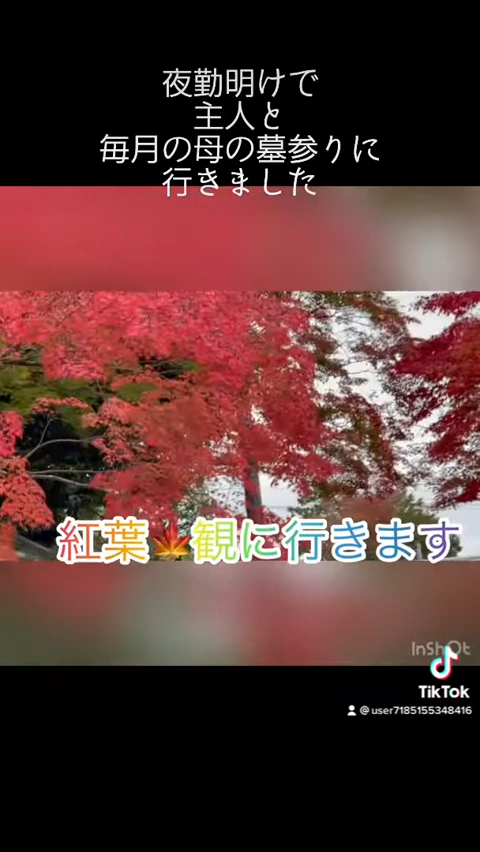 夜勤明けで
主人と
毎月の母の墓参りに
行きました
紅葉🍁観に行きます
InShOt
TikTok
@user7185155348416